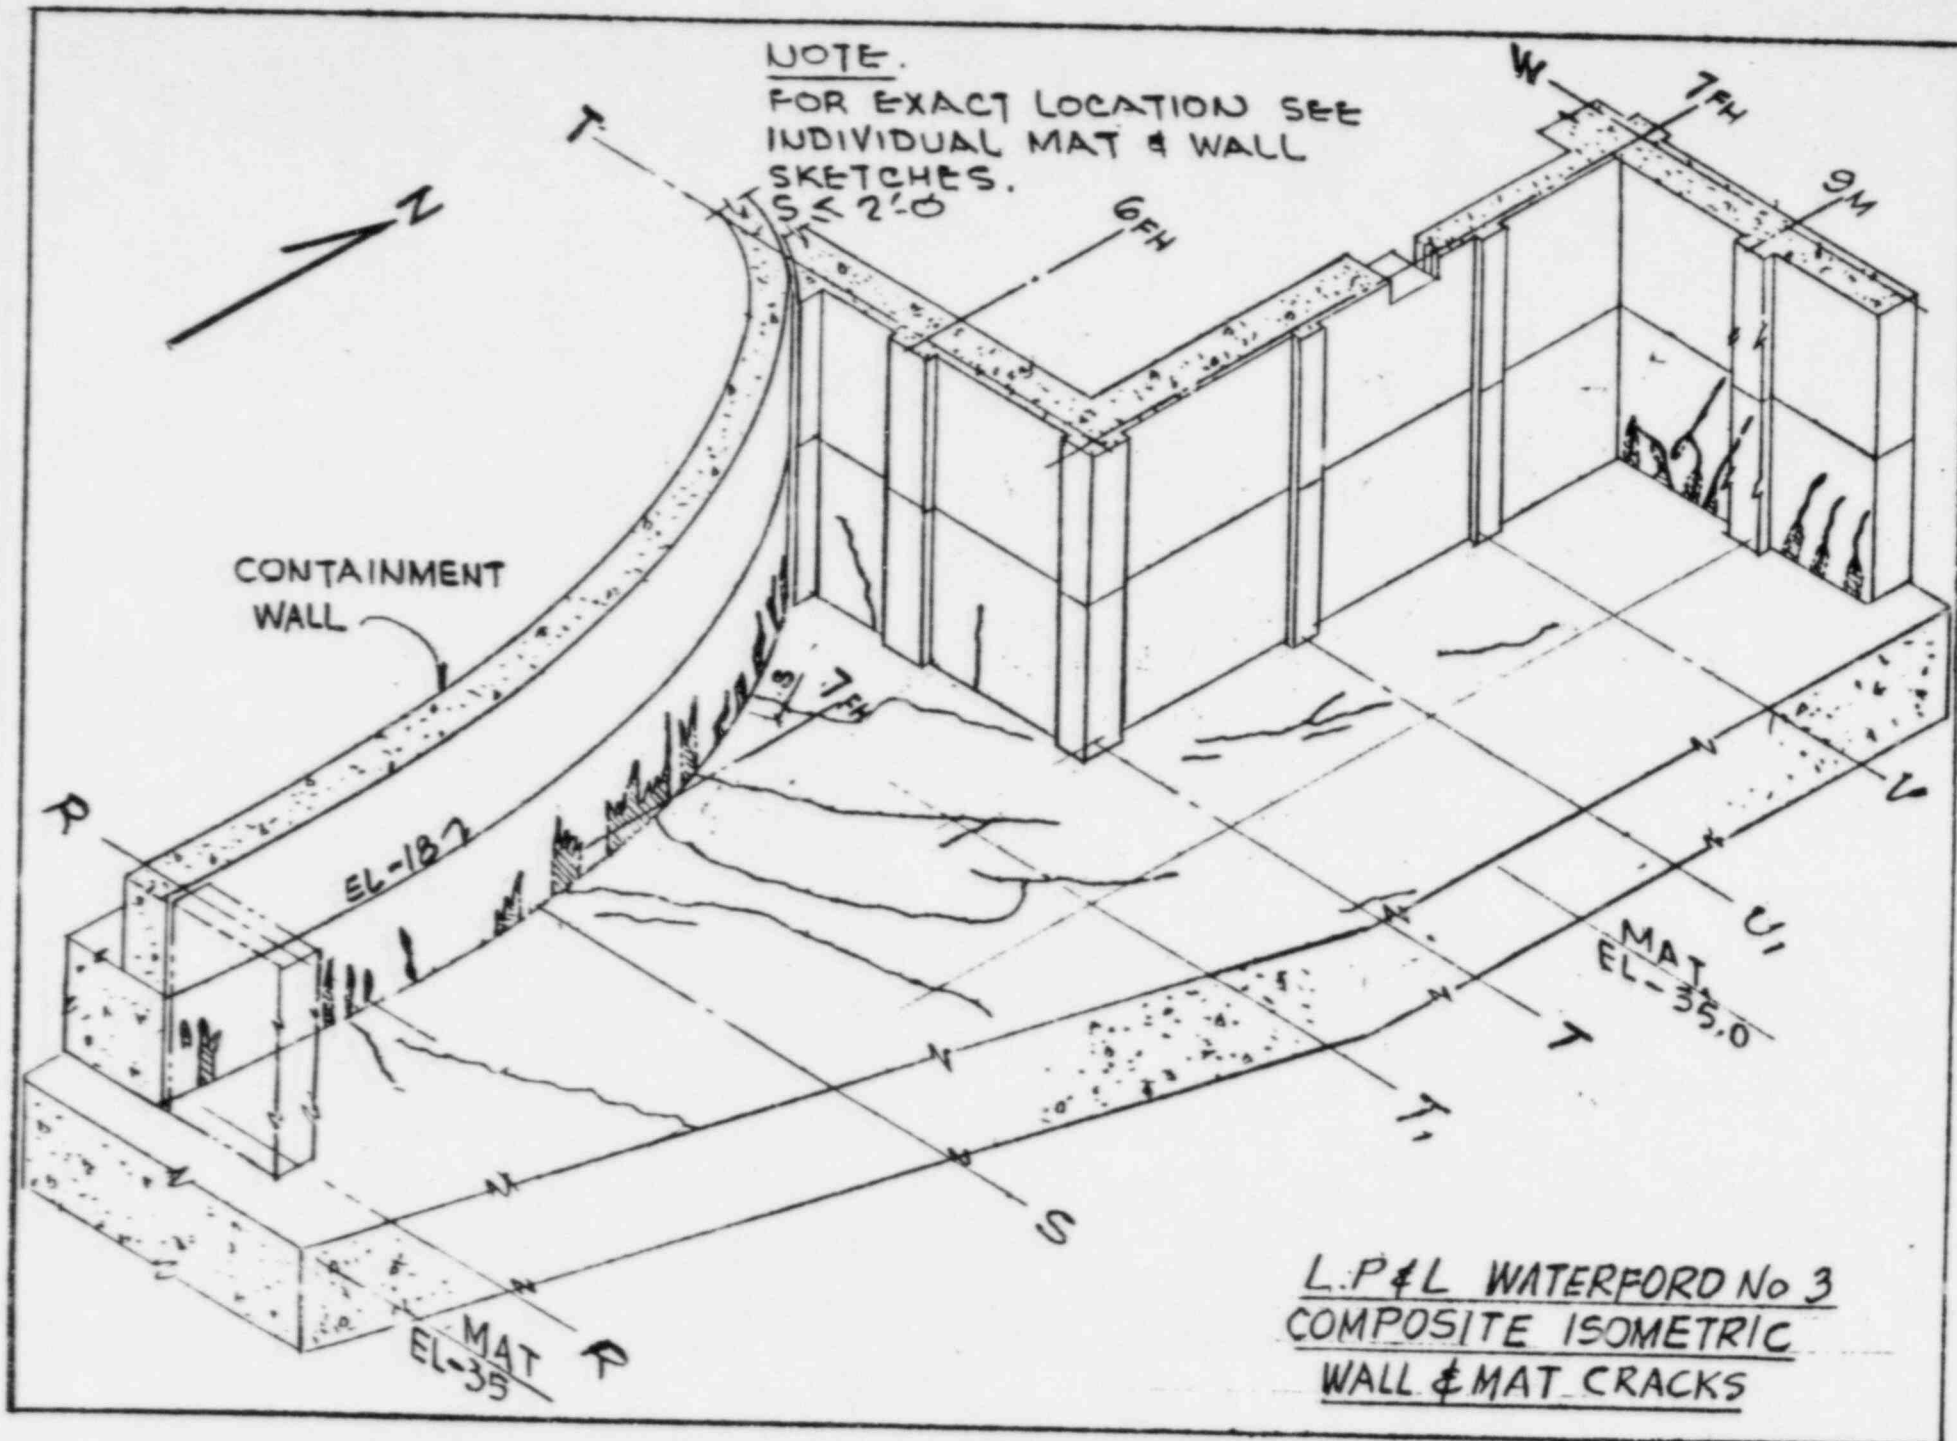 NOTE.
FOR EXACT LOCATION SEE
INDIVIDUAL MAT & WALL
SKETCHES.
S ≤ 2'-0
T
N
6FH
W
7FH
9M
CONTAINMENT
WALL
S
7FH
R
EL-18
V
U1
MAT
EL-35.0
T
T1
S
R
MAT
EL-35
L.P & L WATERFORD No 3
COMPOSITE ISOMETRIC
WALL & MAT CRACKS